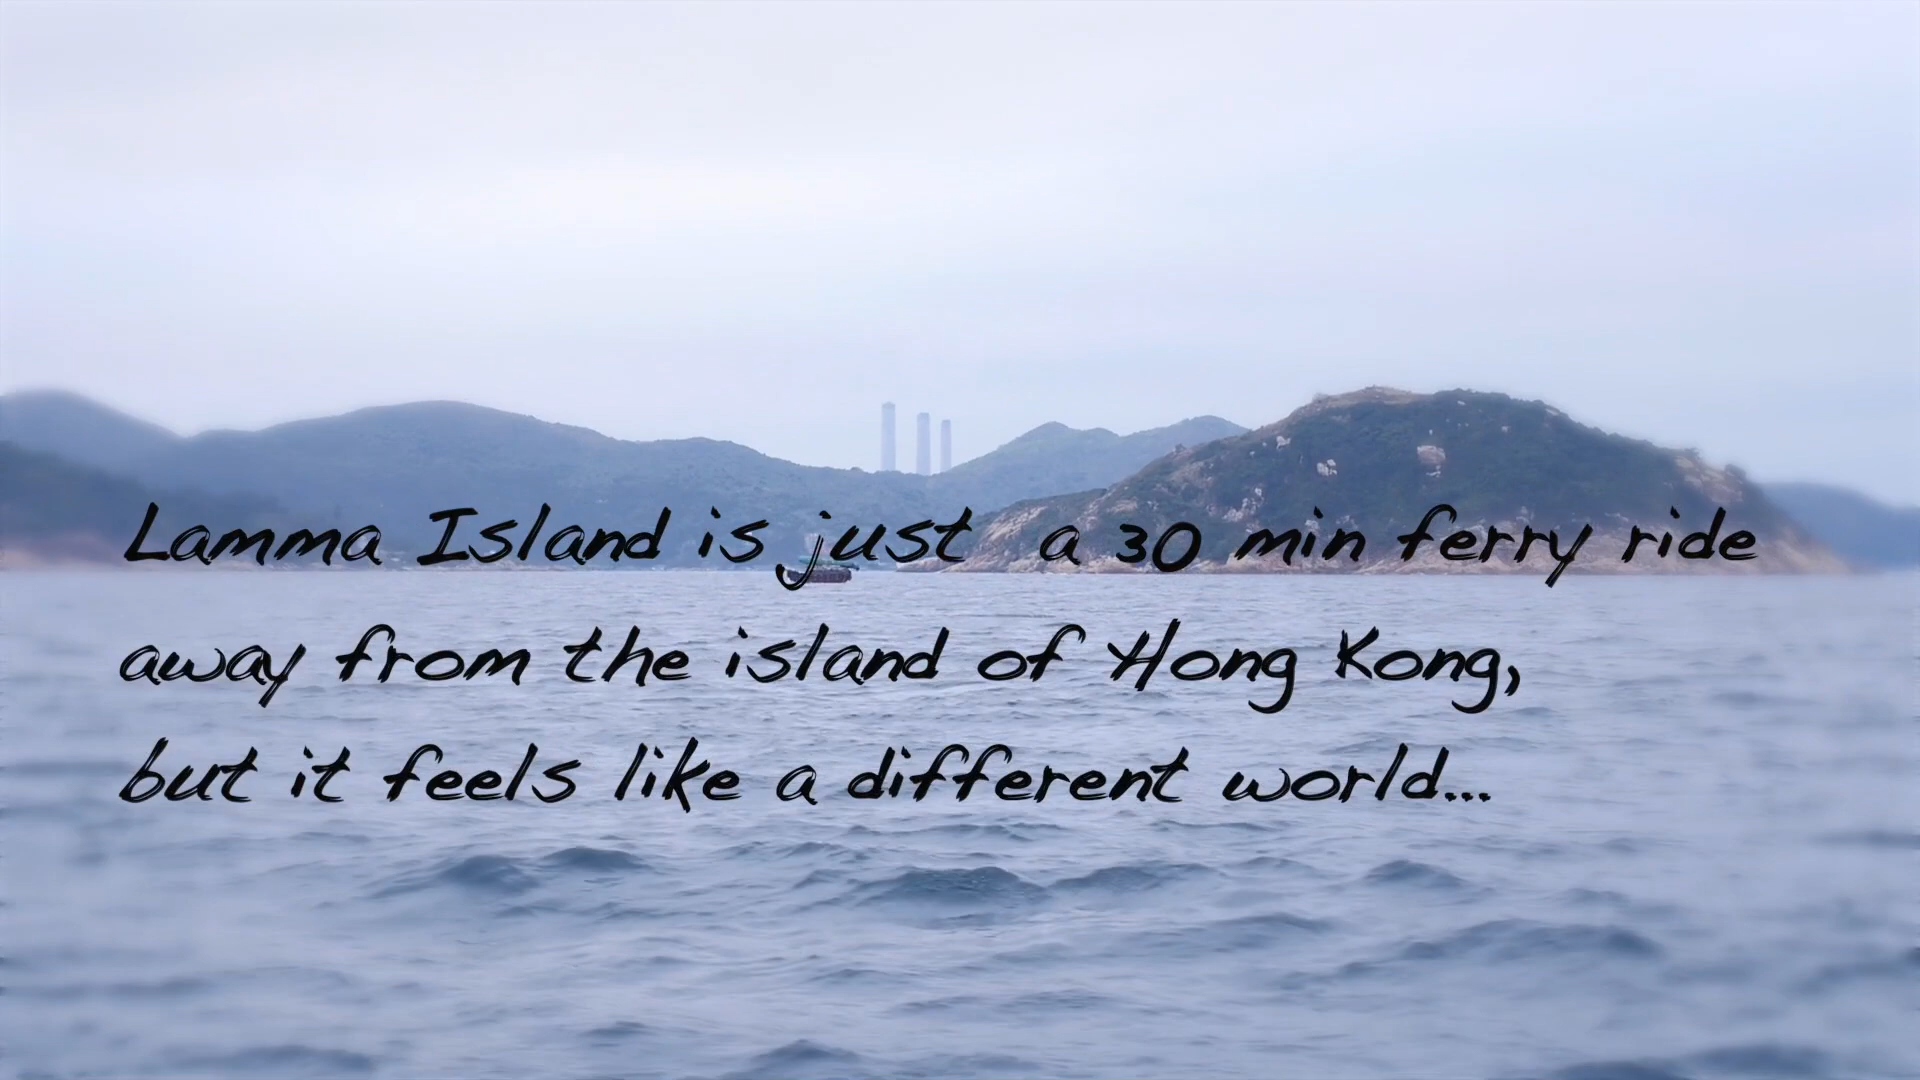 Lamma Island is just a 30 min ferry ride
away from the island of Hong Kong,
but it feels like a different world...